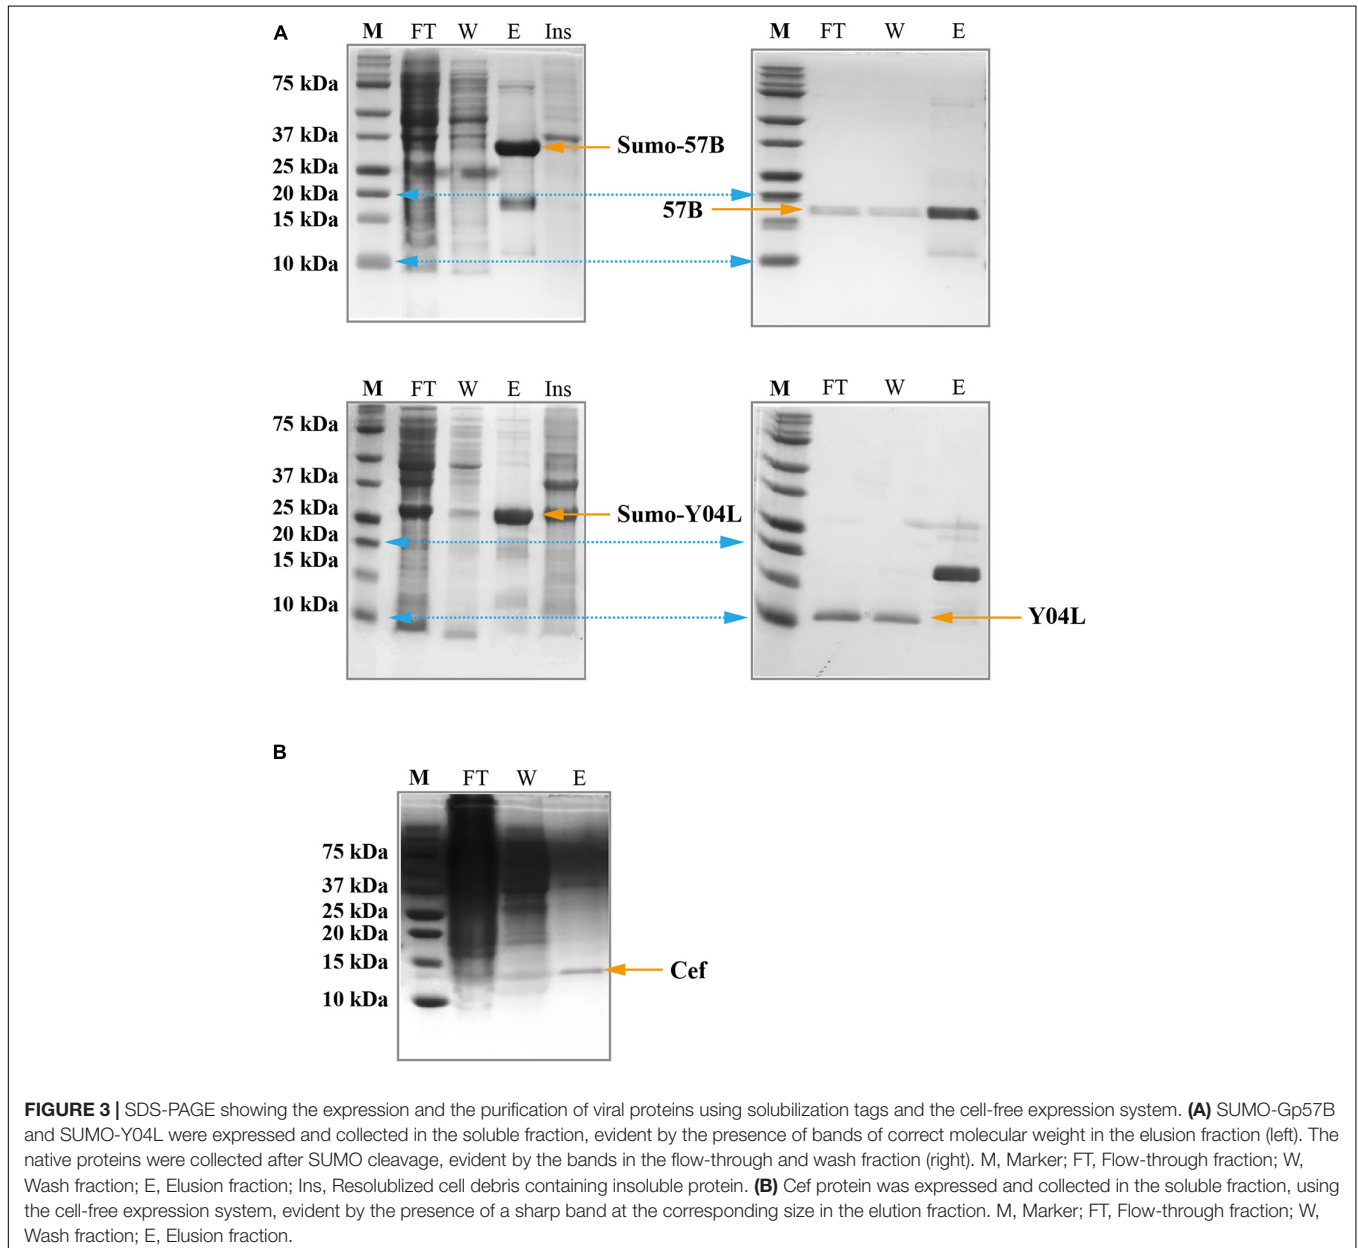 A
M FT W E Ins
M FT W E
75 kDa
37 kDa
25 kDa
20 kDa
15 kDa
10 kDa
Sumo-57B
57B
M FT W E Ins
M FT W E
75 kDa
37 kDa
25 kDa
20 kDa
15 kDa
10 kDa
Sumo-Y04L
Y04L
B
M FT W E
75 kDa
37 kDa
25 kDa
20 kDa
15 kDa
10 kDa
Cef
FIGURE 3 | SDS-PAGE showing the expression and the purification of viral proteins using solubilization tags and the cell-free expression system. (A) SUMO-Gp57B
and SUMO-Y04L were expressed and collected in the soluble fraction, evident by the presence of bands of correct molecular weight in the elusion fraction (left). The
native proteins were collected after SUMO cleavage, evident by the bands in the flow-through and wash fraction (right). M, Marker; FT, Flow-through fraction; W,
Wash fraction; E, Elusion fraction; Ins, Resolublized cell debris containing insoluble protein. (B) Cef protein was expressed and collected in the soluble fraction, using
the cell-free expression system, evident by the presence of a sharp band at the corresponding size in the elution fraction. M, Marker; FT, Flow-through fraction; W,
Wash fraction; E, Elusion fraction.